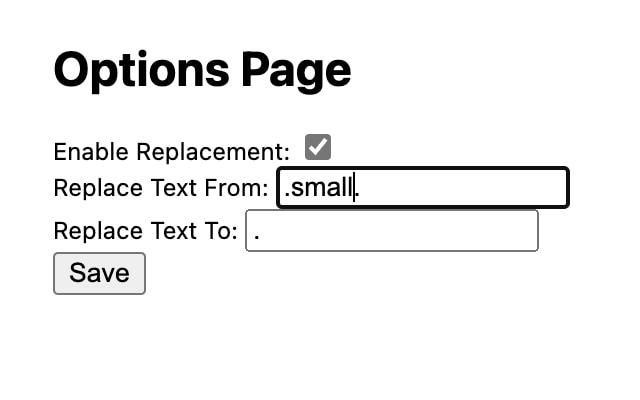 Options Page
Enable Replacement:
Replace Text From: .small.
Replace Text To: .
Save